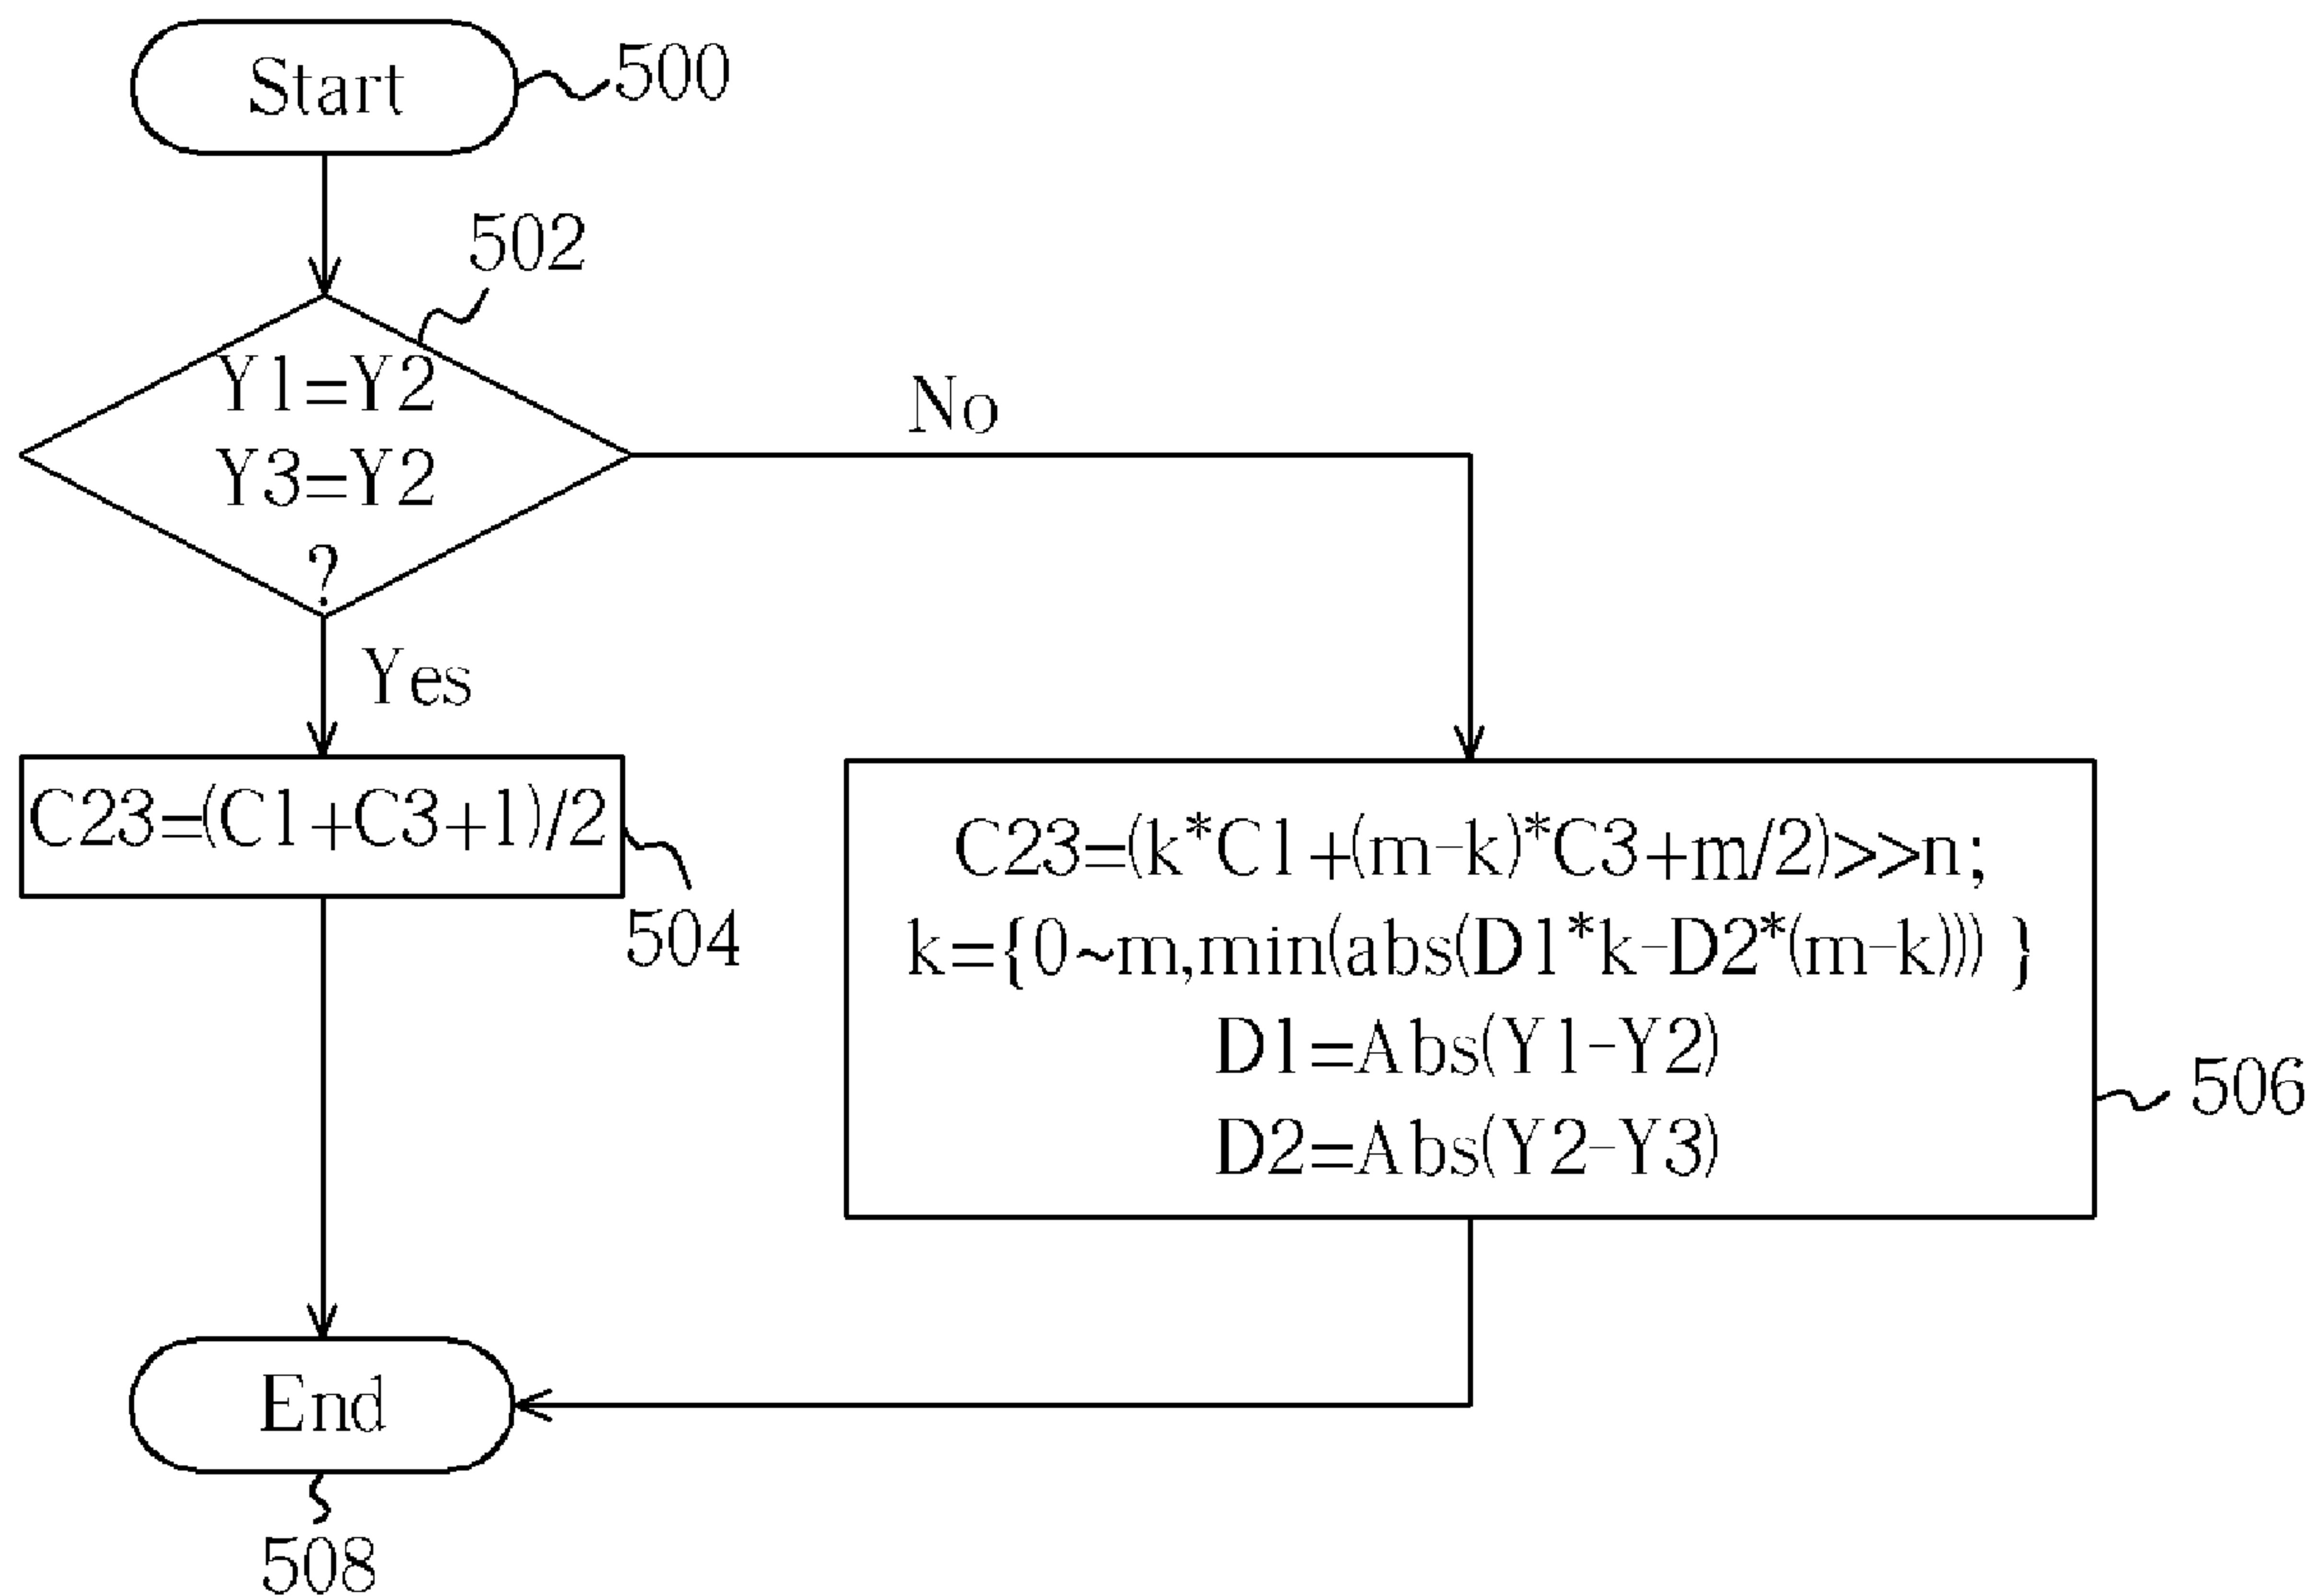 Start
500
502
Y1=Y2
Y3=Y2
?
No
Yes
C23=(C1+C3+1)/2
504
C23=(k*C1+(m-k)*C3+m/2)>>n;
k={0~m,min(abs(D1*k-D2*(m-k))) }
D1=Abs(Y1-Y2)
D2=Abs(Y2-Y3)
506
End
508